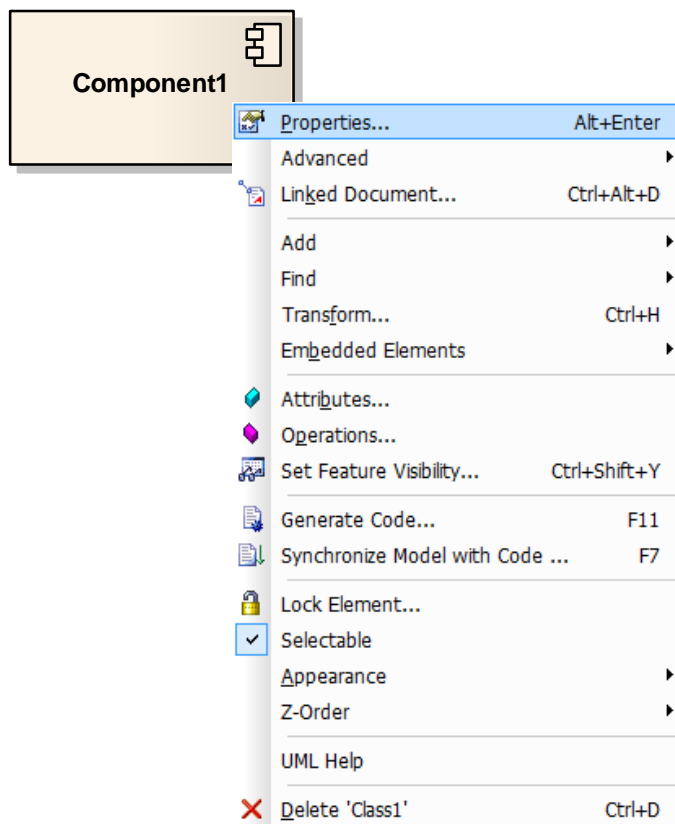 Component1
Properties... Alt+Enter
Advanced
Linked Document... Ctrl+Alt+D
Add
Find
Transform... Ctrl+H
Embedded Elements
Attributes...
Operations...
Set Feature Visibility... Ctrl+Shift+Y
Generate Code... F11
Synchronize Model with Code ... F7
Lock Element...
Selectable
Appearance
Z-Order
UML Help
Delete 'Class1' Ctrl+D